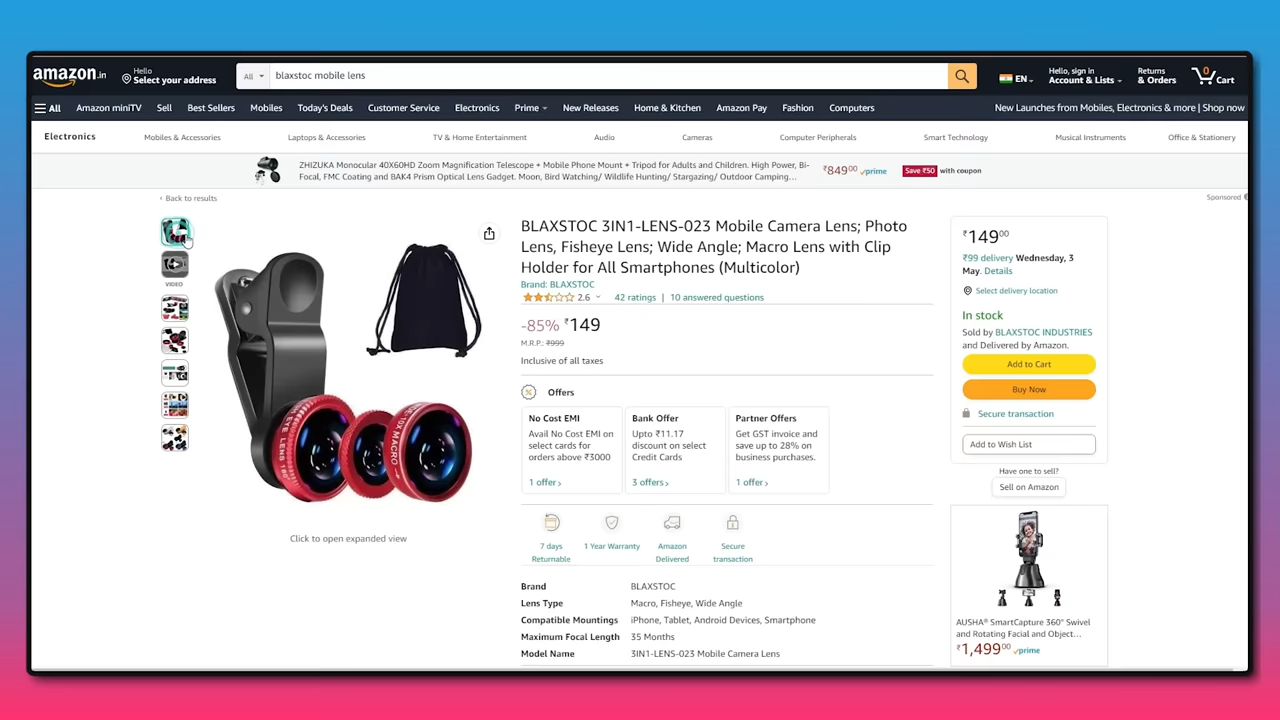 amazon.in
Hello
Select your address
All
blaxstoc mobile lens
EN
Hello, sign in
Account & Lists
Returns
& Orders
0
Cart
All
Amazon miniTV
Sell
Best Sellers
Mobiles
Today's Deals
Customer Service
Electronics
Prime
New Releases
Home & Kitchen
Amazon Pay
Fashion
Computers
New Launches from Mobiles, Electronics & more | Shop now
Electronics
Mobiles & Accessories
Laptops & Accessories
TV & Home Entertainment
Audio
Cameras
Computer Peripherals
Smart Technology
Musical Instruments
Office & Stationery
ZHIZUKA Monocular 40X60HD Zoom Magnification Telescope + Mobile Phone Mount + Tripod for Adults and Children. High Power, Bi-
Focal, FMC Coating and BAK4 Prism Optical Lens Gadget. Moon, Bird Watching/ Wildlife Hunting/ Stargazing/ Outdoor Camping...
₹84900 prime
Save ₹50 with coupon
‹ Back to results
Sponsored
VIDEO
EYE LENS 180°
10X MACRO
Click to open expanded view
BLAXSTOC 3IN1-LENS-023 Mobile Camera Lens; Photo
Lens, Fisheye Lens; Wide Angle; Macro Lens with Clip
Holder for All Smartphones (Multicolor)
Brand: BLAXSTOC
2.6
42 ratings | 10 answered questions
-85% ₹149
M.R.P.: ₹999
Inclusive of all taxes
Offers
No Cost EMI
Avail No Cost EMI on
select cards for
orders above ₹3000
1 offer ›
Bank Offer
Upto ₹11.17
discount on select
Credit Cards
3 offers ›
Partner Offers
Get GST invoice and
save up to 28% on
business purchases.
1 offer ›
7 days
Returnable
1 Year Warranty
Amazon
Delivered
Secure
transaction
Brand BLAXSTOC
Lens Type Macro, Fisheye, Wide Angle
Compatible Mountings iPhone, Tablet, Android Devices, Smartphone
Maximum Focal Length 35 Months
Model Name 3IN1-LENS-023 Mobile Camera Lens
₹14900
₹99 delivery Wednesday, 3
May. Details
Select delivery location
In stock
Sold by BLAXSTOC INDUSTRIES
and Delivered by Amazon.
Add to Cart
Buy Now
Secure transaction
Add to Wish List
Have one to sell?
Sell on Amazon
AUSHA® SmartCapture 360° Swivel
and Rotating Facial and Object...
₹1,49900 prime